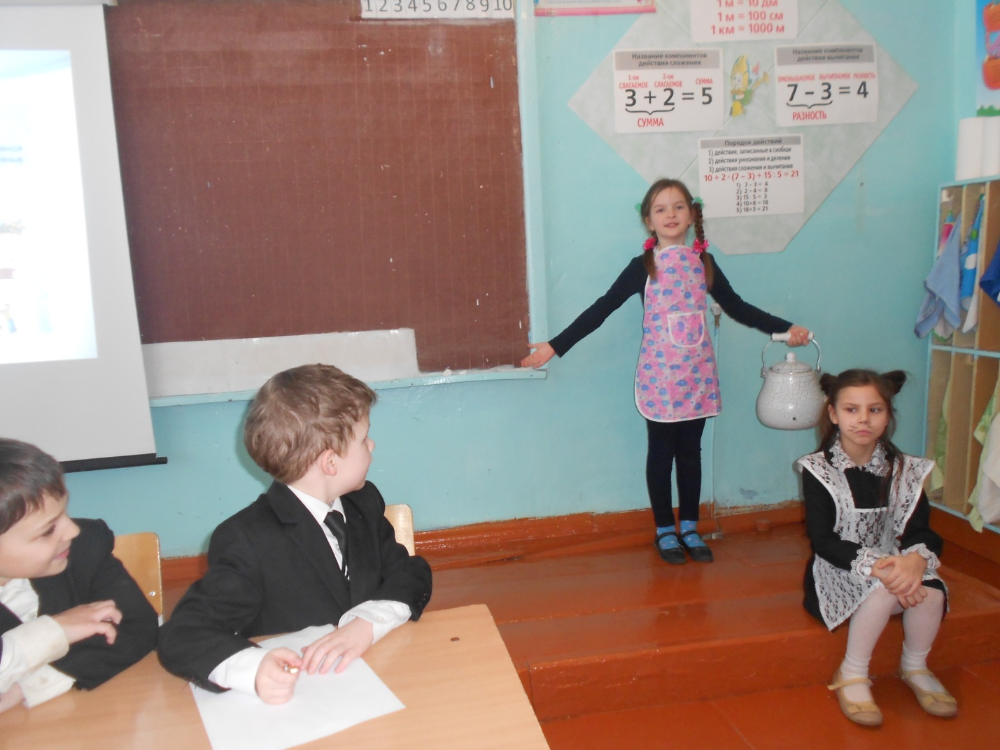 1 2 3 4 5 6 7 8 9 10
1 м = 10 дм
1 м = 100 см
1 км = 1000 м
Название компонентов
действия сложения
1-ое
СЛАГАЕМОЕ
2-ое
СЛАГАЕМОЕ
СУММА
3 + 2 = 5
СУММА
Название компонентов
действия вычитания
УМЕНЬШАЕМОЕ ВЫЧИТАЕМОЕ РАЗНОСТЬ
7 – 3 = 4
РАЗНОСТЬ
Порядок действий
1) действия, записанные в скобках
2) действия умножения и деления
3) действия сложения и вычитания
10 + 2 · (7 – 3) + 15 : 5 = 21
1) 7 – 3 = 4
2) 2 · 4 = 8
3) 15 : 5 = 3
4) 10+8 = 18
5) 18+3 = 21